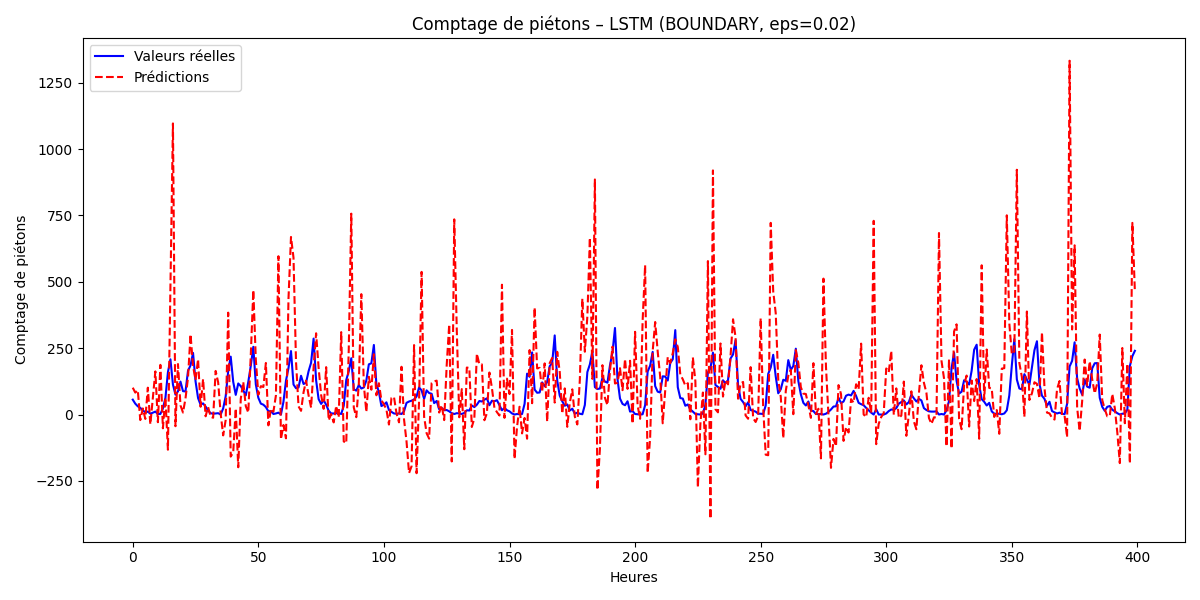 Comptage de piétons – LSTM (BOUNDARY, eps=0.02)
Valeurs réelles
Prédictions
Comptage de piétons
1250
1000
750
500
250
0
−250
0 50 100 150 200 250 300 350 400
Heures